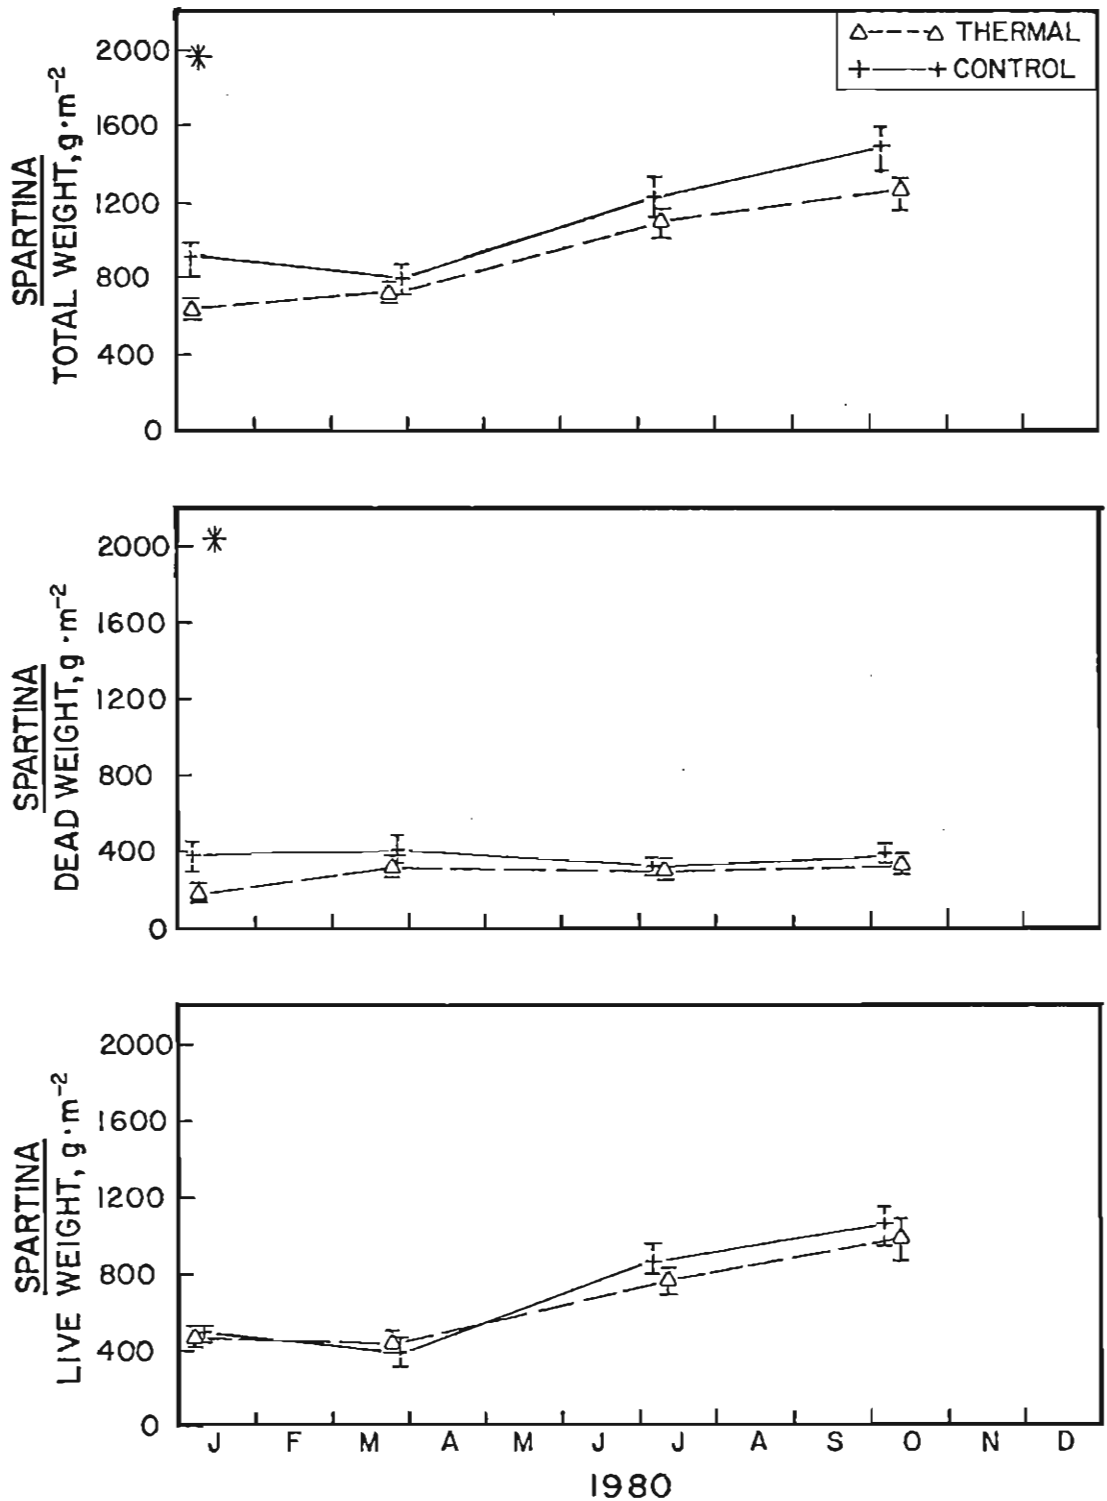 THERMAL
CONTROL
SPARTINA
TOTAL WEIGHT, g·m⁻²
2000
*
1600
1200
800
400
0
SPARTINA
DEAD WEIGHT, g·m⁻²
2000
*
1600
1200
800
400
0
SPARTINA
LIVE WEIGHT, g·m⁻²
2000
1600
1200
800
400
0
J F M A M J J A S O N D
1980